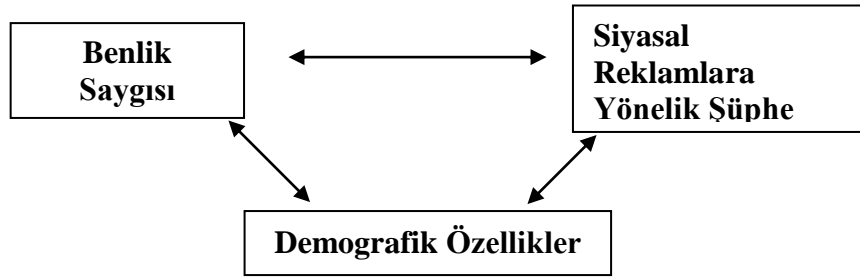 Benlik
Saygısı
Siyasal
Reklamlara
Yönelik Şüphe
Demografik Özellikler